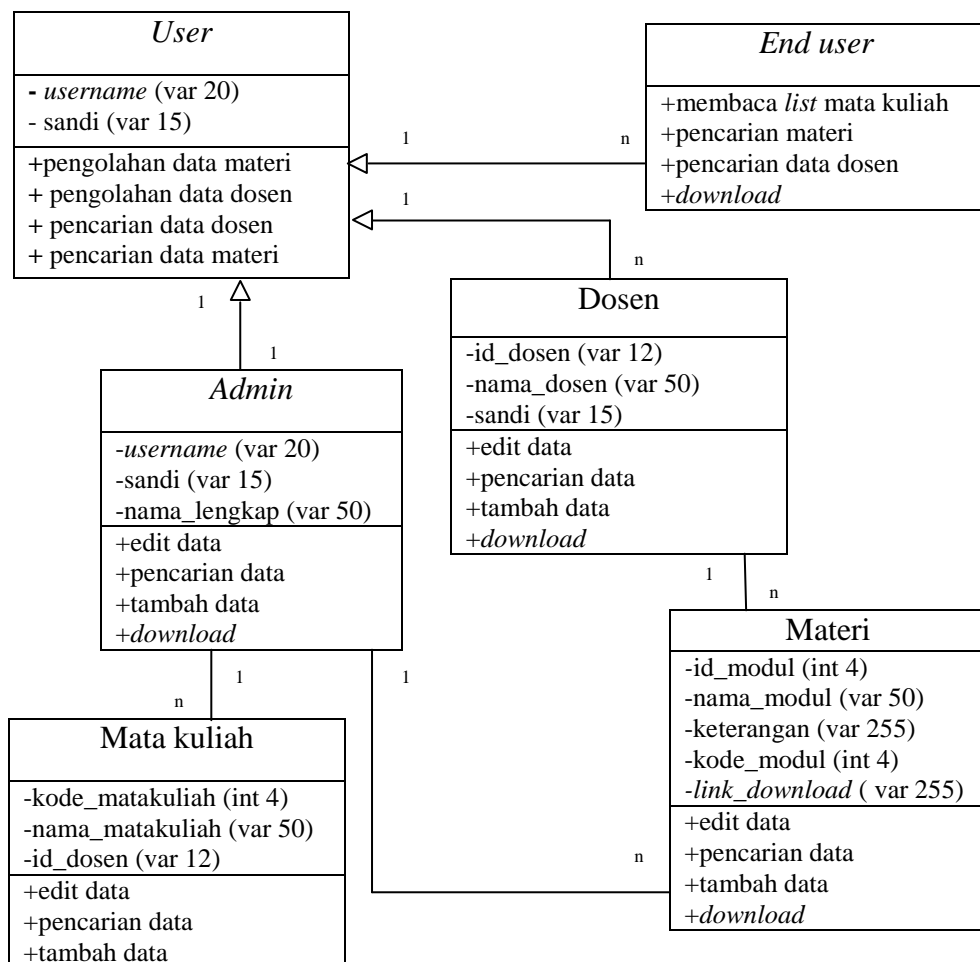 User
- username (var 20)
- sandi (var 15)
+pengolahan data materi
+ pengolahan data dosen
+ pencarian data dosen
+ pencarian data materi
End user
+membaca list mata kuliah
+pencarian materi
+pencarian data dosen
+download
1
n
1
n
1
1
Dosen
-id_dosen (var 12)
-nama_dosen (var 50)
-sandi (var 15)
+edit data
+pencarian data
+tambah data
+download
Admin
-username (var 20)
-sandi (var 15)
-nama_lengkap (var 50)
+edit data
+pencarian data
+tambah data
+download
1
n
1
n
1
n
Materi
-id_modul (int 4)
-nama_modul (var 50)
-keterangan (var 255)
-kode_modul (int 4)
-link_download ( var 255)
+edit data
+pencarian data
+tambah data
+download
Mata kuliah
-kode_matakuliah (int 4)
-nama_matakuliah (var 50)
-id_dosen (var 12)
+edit data
+pencarian data
+tambah data